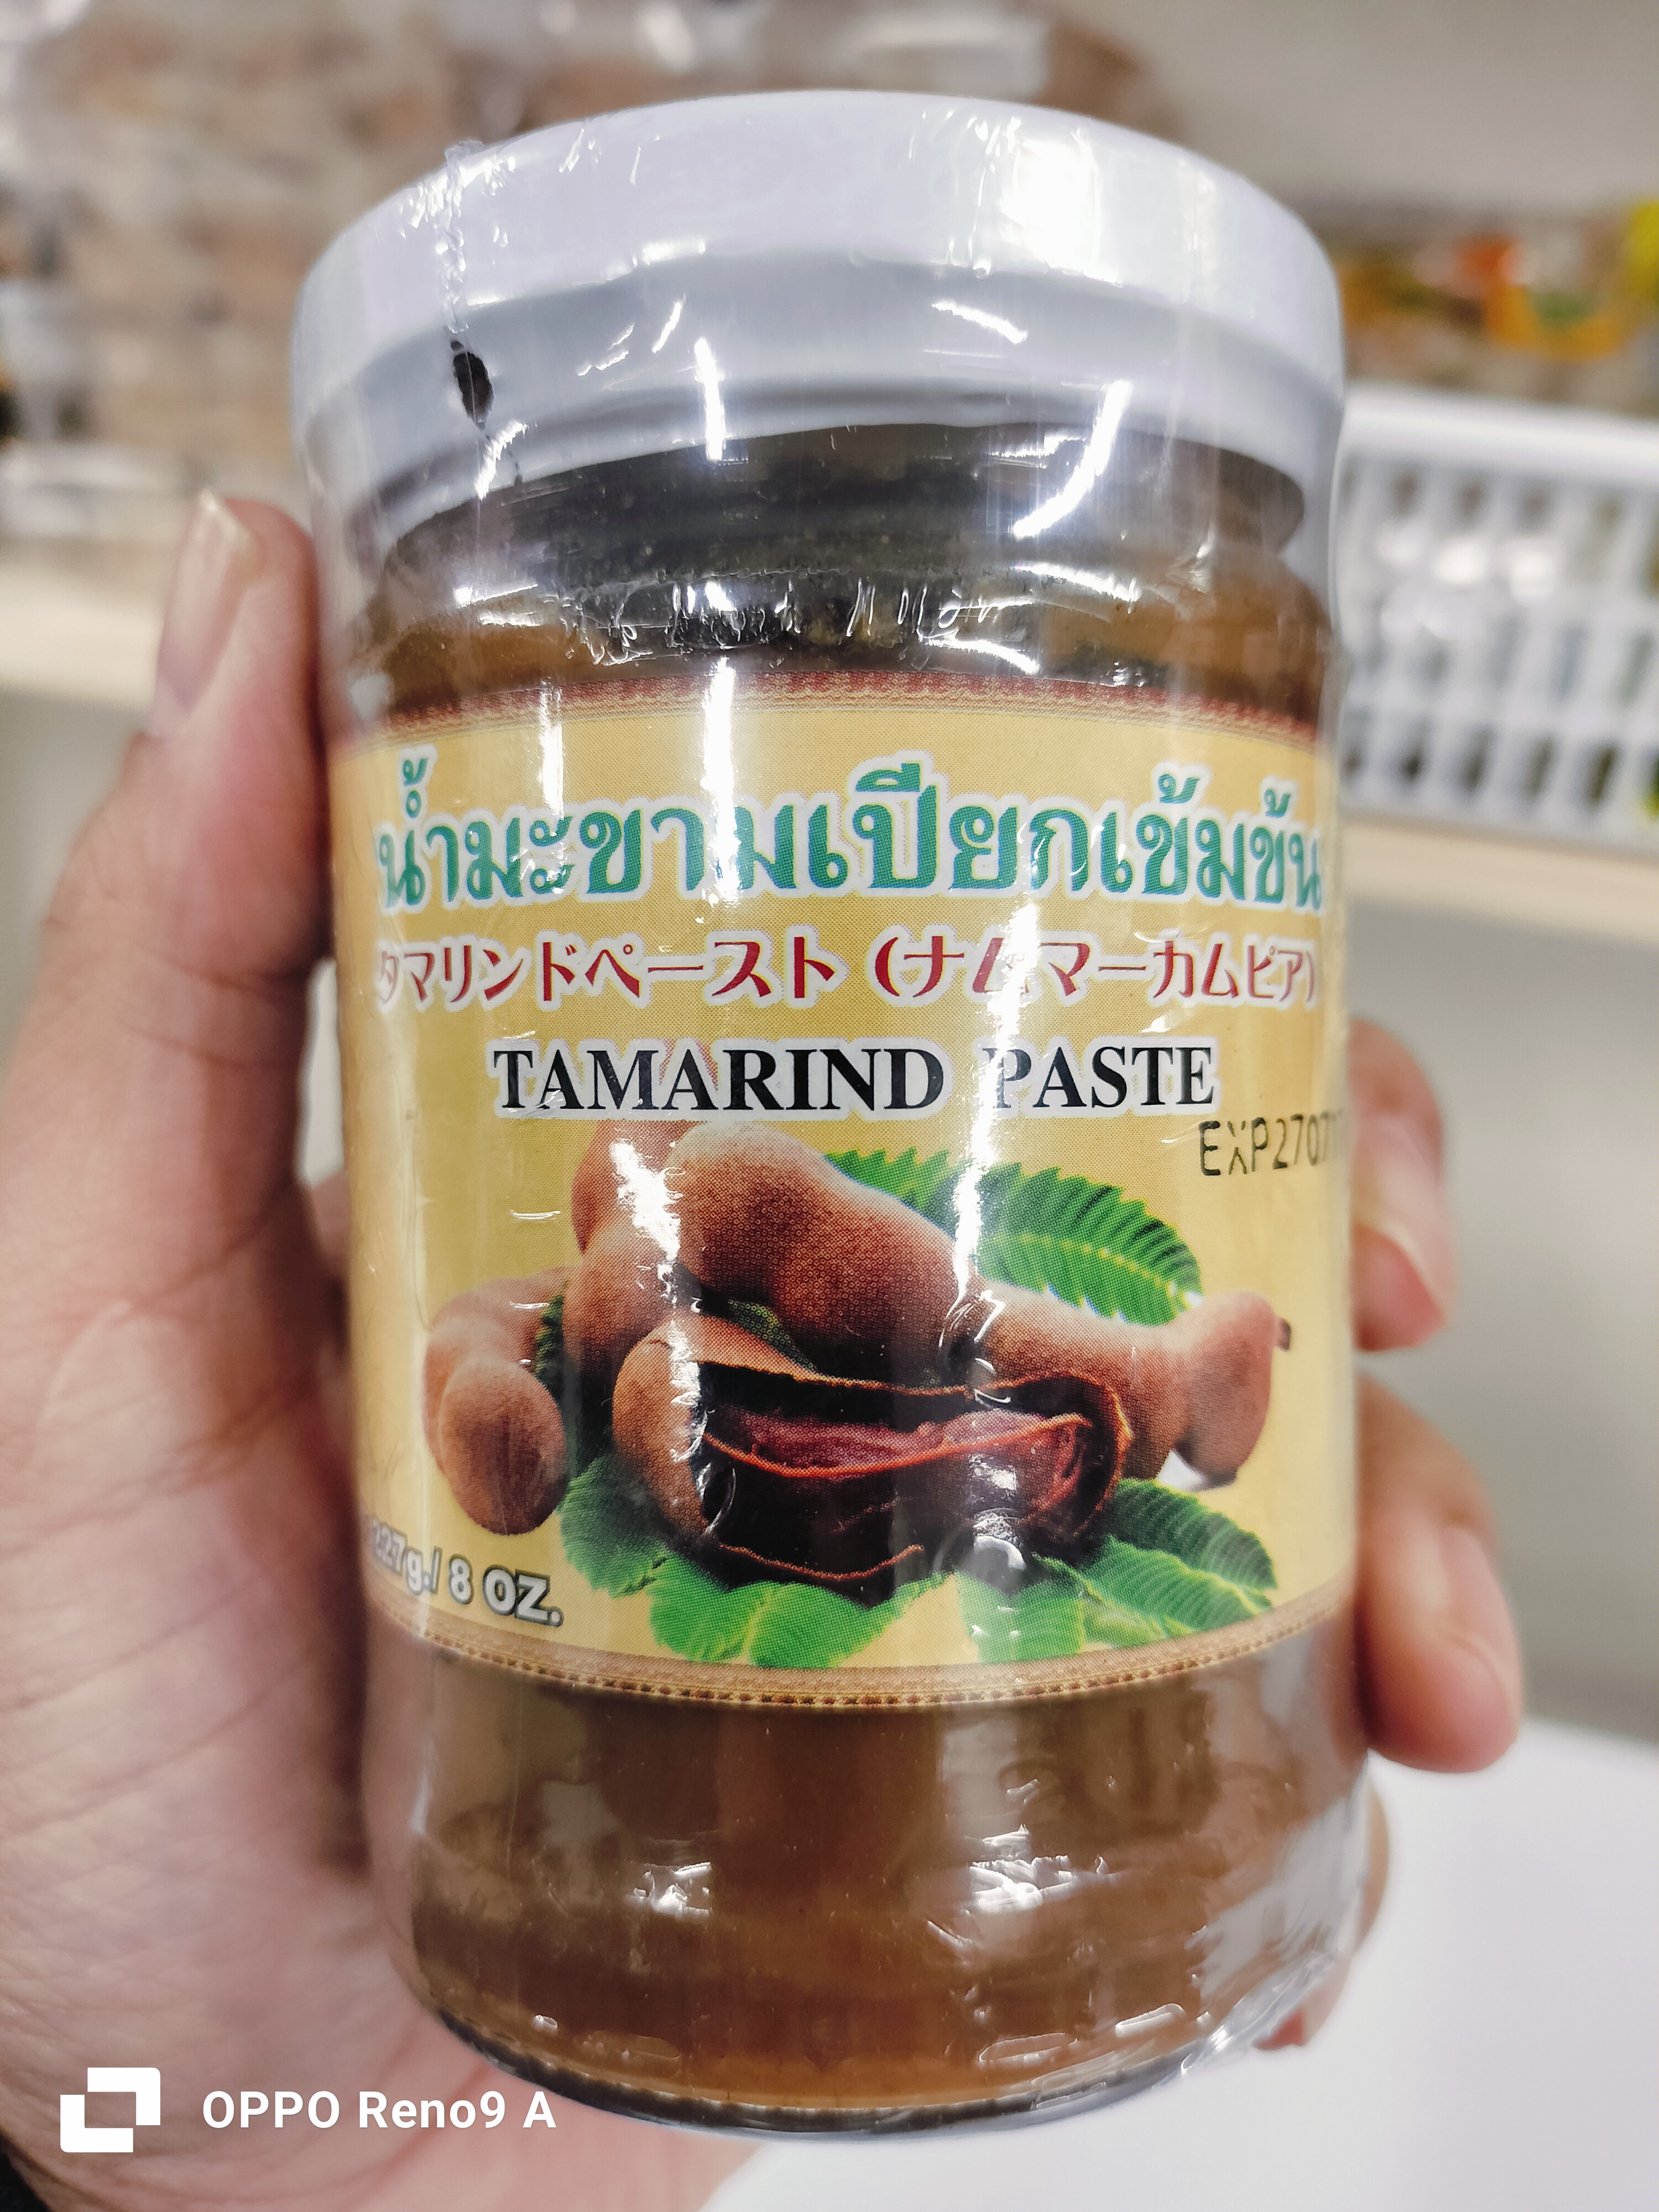 น้ำมะขามเปียกเข้มข้น
タマリンドペースト (ナムマーカムピア)
TAMARIND PASTE
227g./ 8 OZ.
OPPO Reno9 A